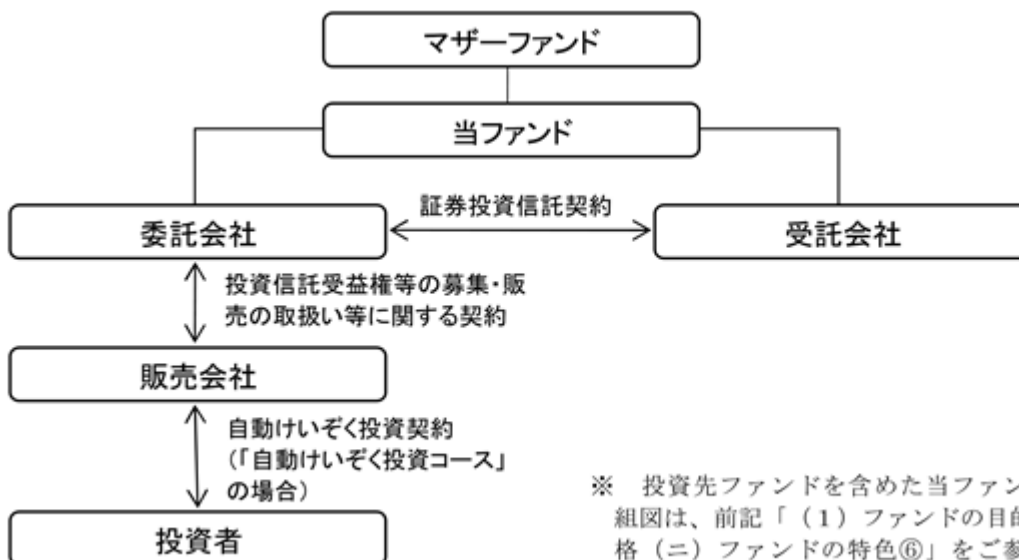 マザーファンド
当ファンド
証券投資信託契約
委託会社
受託会社
投資信託受益権等の募集・販
売の取扱い等に関する契約
販売会社
自動けいぞく投資契約
(「自動けいぞく投資コース」
の場合)
投資者
※ 投資先ファンドを含めた当ファン
組図は、前記「(1)ファンドの目的
格(ニ)ファンドの特色⑥」をご参